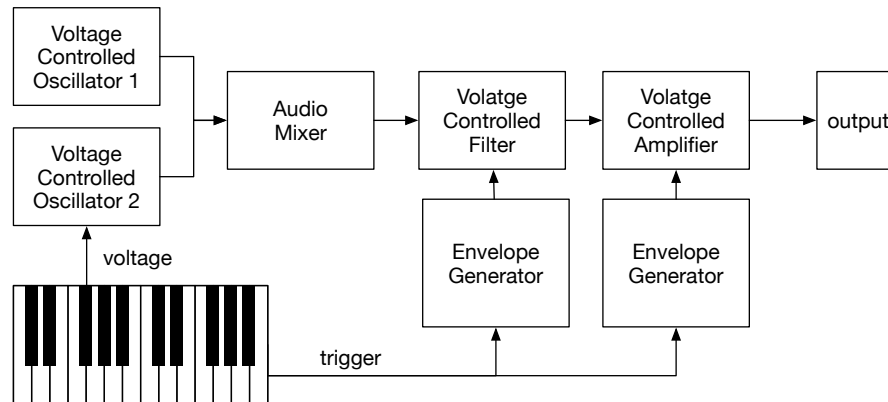 Voltage
Controlled
Oscillator 1
Audio
Mixer
Volatge
Controlled
Filter
Volatge
Controlled
Amplifier
output
Voltage
Controlled
Oscillator 2
voltage
Envelope
Generator
Envelope
Generator
trigger